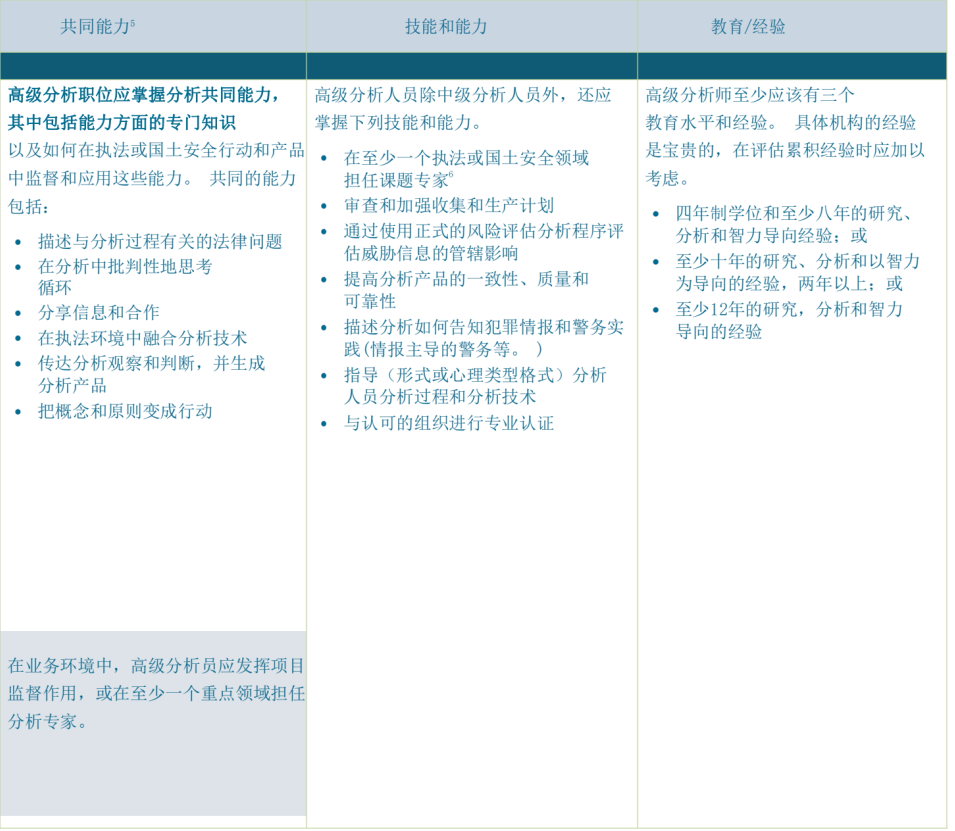 共同能力5
技能和能力
教育/经验
高级分析职位应掌握分析共同能力，
其中包括能力方面的专门知识
以及如何在执法或国土安全行动和产品
中监督和应用这些能力。 共同的能力
包括：
• 描述与分析过程有关的法律问题
• 在分析中批判性地思考
循环
• 分享信息和合作
• 在执法环境中融合分析技术
• 传达分析观察和判断，并生成
分析产品
• 把概念和原则变成行动
在业务环境中，高级分析员应发挥项目
监督作用，或在至少一个重点领域担任
分析专家。
高级分析人员除中级分析人员外，还应
掌握下列技能和能力。
• 在至少一个执法或国土安全领域
担任课题专家6
• 审查和加强收集和生产计划
• 通过使用正式的风险评估分析程序评
估威胁信息的管辖影响
• 提高分析产品的一致性、质量和
可靠性
• 描述分析如何告知犯罪情报和警务实
践(情报主导的警务等。 )
• 指导（形式或心理类型格式）分析
人员分析过程和分析技术
• 与认可的组织进行专业认证
高级分析师至少应该有三个
教育水平和经验。 具体机构的经验
是宝贵的，在评估累积经验时应加以
考虑。
• 四年制学位和至少八年的研究、
分析和智力导向经验；或
• 至少十年的研究、分析和以智力
为导向的经验，两年以上；或
• 至少12年的研究，分析和智力
导向的经验